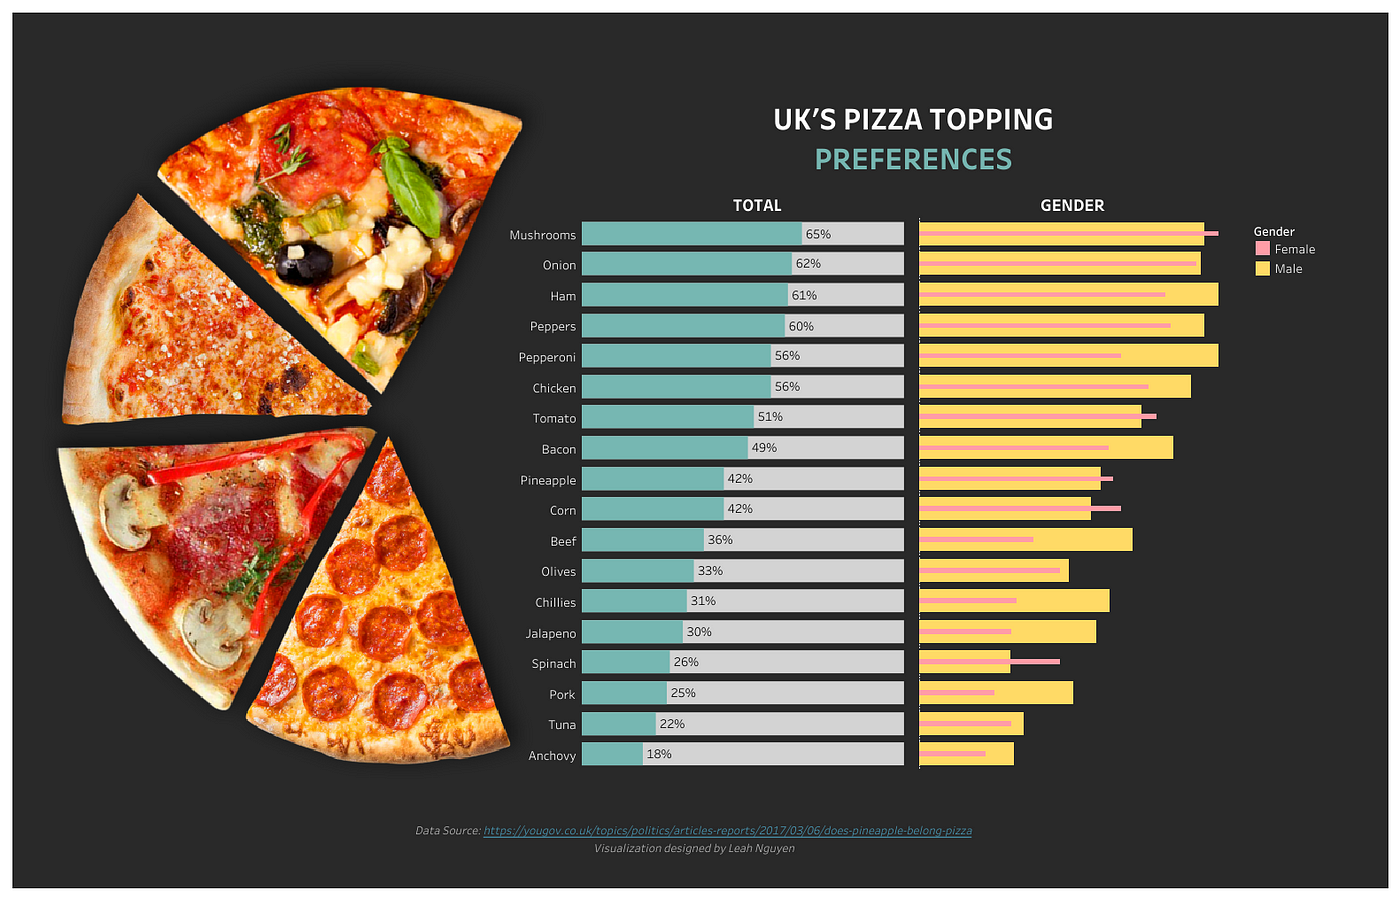 UK'S PIZZA TOPPING
PREFERENCES
TOTAL
GENDER
Mushrooms 65%
Onion 62%
Ham 61%
Peppers 60%
Pepperoni 56%
Chicken 56%
Tomato 51%
Bacon 49%
Pineapple 42%
Corn 42%
Beef 36%
Olives 33%
Chillies 31%
Jalapeno 30%
Spinach 26%
Pork 25%
Tuna 22%
Anchovy 18%
Gender
Female
Male
Data Source: https://yougov.co.uk/topics/politics/articles-reports/2017/03/06/does-pineapple-belong-pizza
Visualization designed by Leah Nguyen